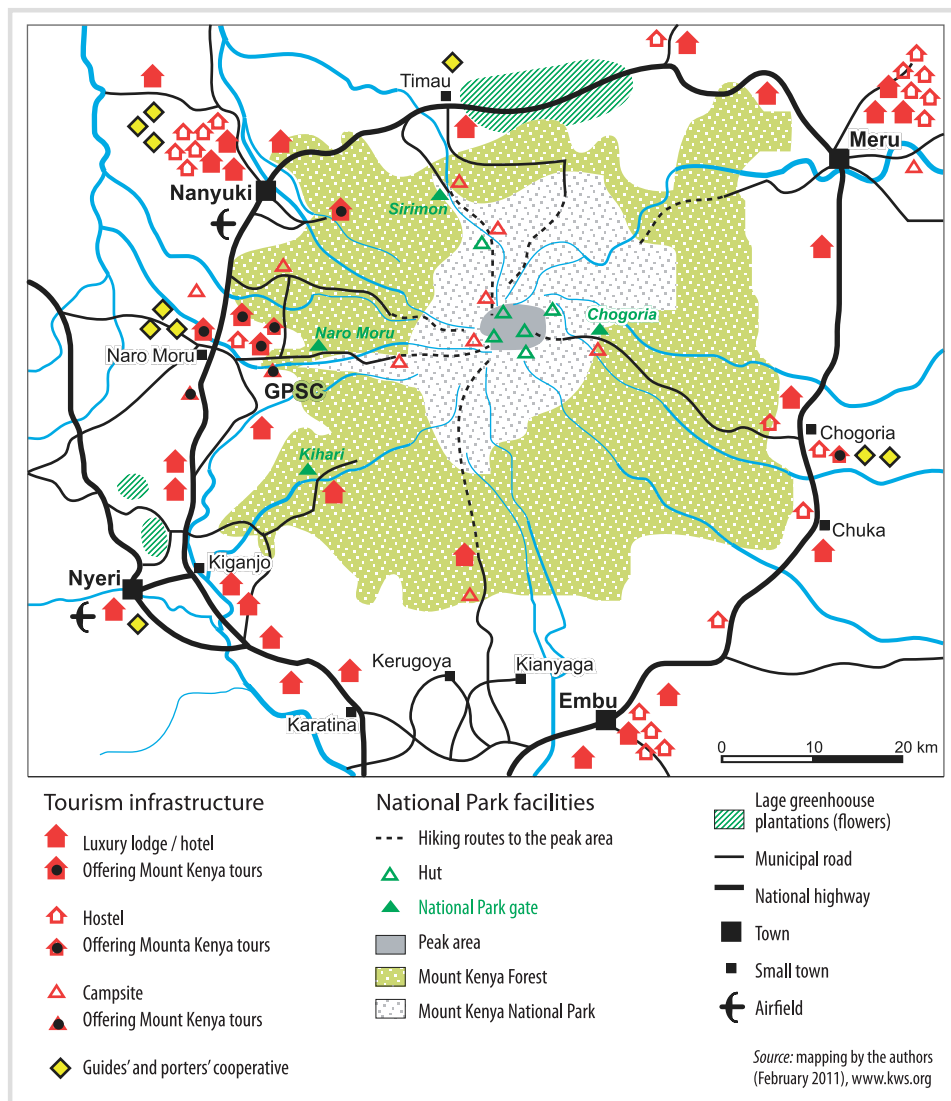 Timau
Meru
Nanyuki
Sirimon
Chogoria
Naro Moru
Naro Moru
GPSC
Chogoria
Kihari
Chuka
Kiganjo
Nyeri
Kerugoya
Kianyaga
Embu
Karatina
0 10 20 km
Tourism infrastructure
Luxury lodge / hotel
Offering Mount Kenya tours
Hostel
Offering Mounta Kenya tours
Campsite
Offering Mount Kenya tours
Guides' and porters' cooperative
National Park facilities
Hiking routes to the peak area
Hut
National Park gate
Peak area
Mount Kenya Forest
Mount Kenya National Park
Lage greenhoouse
plantations (flowers)
Municipal road
National highway
Town
Small town
Airfield
Source: mapping by the authors
(February 2011), www.kws.org